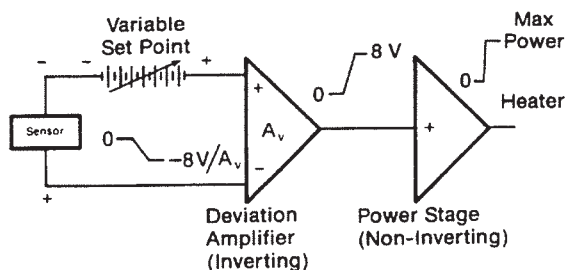 Variable
Set Point
Max
Power
– – +
8 V
0
0
Heater
+
Sensor
0
–8 V/Aᵥ
Aᵥ
+
–
+
Deviation
Amplifier
(Inverting)
Power Stage
(Non-Inverting)